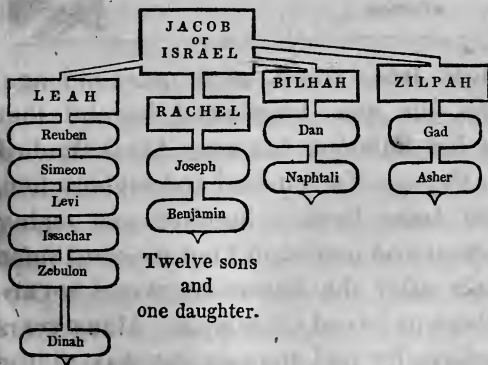 JACOB
or
ISRAEL
LEAH
Reuben
Simeon
Levi
Issachar
Zebulon
Dinah
RACHEL
Joseph
Benjamin
BILHAH
Dan
Naphtali
ZILPAH
Gad
Asher
Twelve sons
and
one daughter.